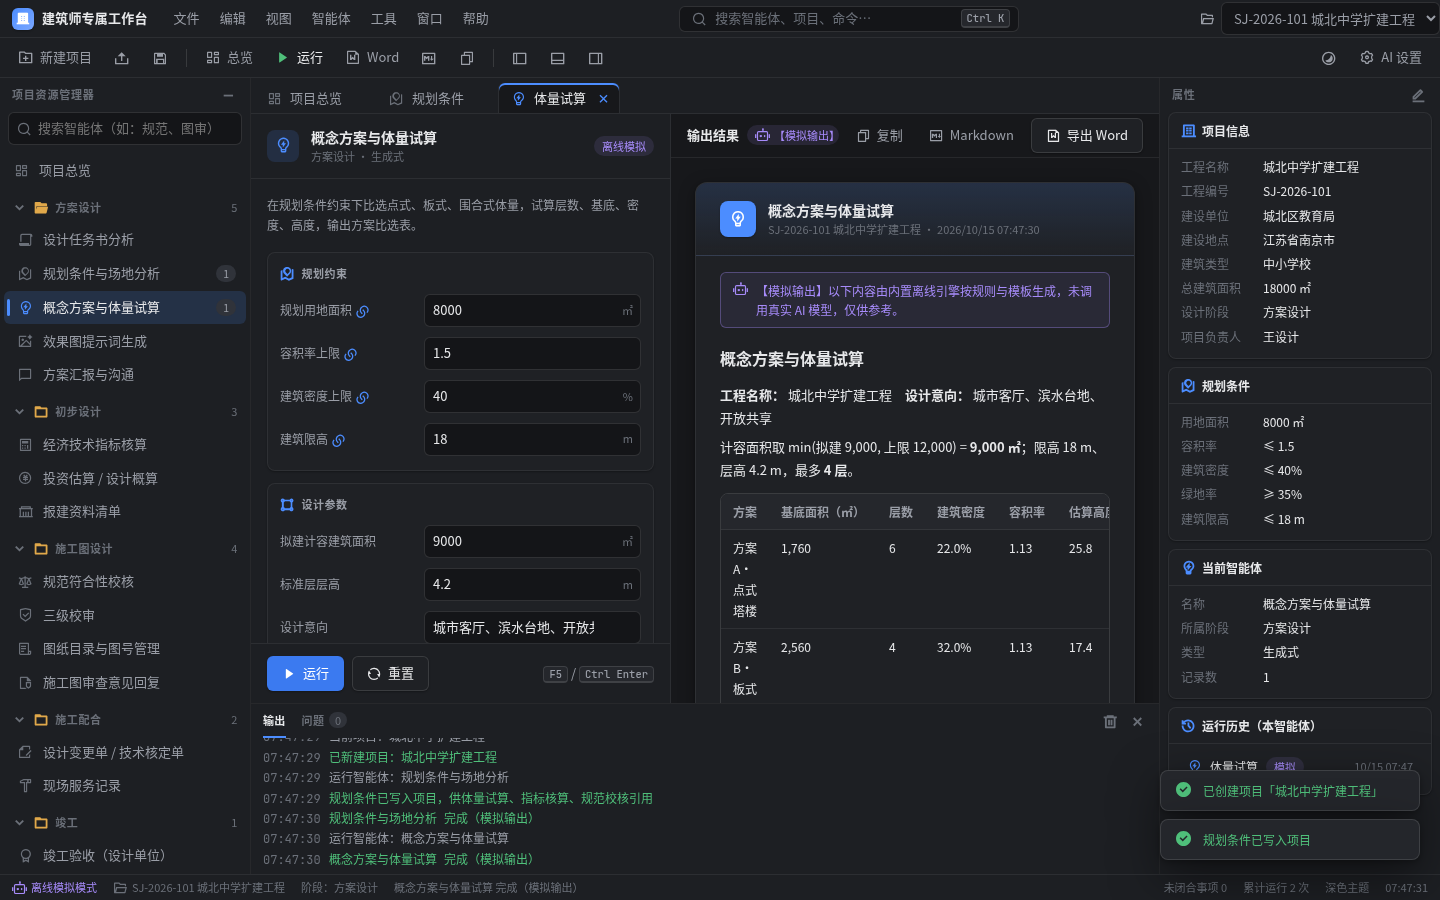 建筑师专属工作台 文件 编辑 视图 智能体 工具 窗口 帮助
搜索智能体、项目、命令… Ctrl K
SJ-2026-101 城北中学扩建工程
新建项目 总览 运行 Word AI 设置
项目资源管理器
搜索智能体（如：规范、图审）
项目总览
方案设计 5
设计任务书分析
规划条件与场地分析 1
概念方案与体量试算 1
效果图提示词生成
方案汇报与沟通
初步设计 3
经济技术指标核算
投资估算 / 设计概算
报建资料清单
施工图设计 4
规范符合性校核
三级校审
图纸目录与图号管理
施工图审查意见回复
施工配合 2
设计变更单 / 技术核定单
现场服务记录
竣工 1
竣工验收（设计单位）
项目总览 规划条件 体量试算
概念方案与体量试算
方案设计 · 生成式
离线模拟
在规划条件约束下比选点式、板式、围合式体量，试算层数、基底、密
度、高度，输出方案比选表。
规划约束
规划用地面积 8000 ㎡
容积率上限 1.5
建筑密度上限 40 %
建筑限高 18 m
设计参数
拟建计容建筑面积 9000 ㎡
标准层层高 4.2 m
设计意向 城市客厅、滨水台地、开放共
运行 重置 F5 / Ctrl Enter
输出结果 【模拟输出】 复制 Markdown 导出 Word
概念方案与体量试算
SJ-2026-101 城北中学扩建工程 · 2026/10/15 07:47:30
【模拟输出】以下内容由内置离线引擎按规则与模板生成，未调
用真实 AI 模型，仅供参考。
概念方案与体量试算
工程名称： 城北中学扩建工程 设计意向： 城市客厅、滨水台地、
开放共享
计容面积取 min(拟建 9,000, 上限 12,000) = 9,000 ㎡；限高 18 m、
层高 4.2 m，最多 4 层。
方案 基底面积（㎡） 层数 建筑密度 容积率 估算高度
方案 A · 点式塔楼 1,760 6 22.0% 1.13 25.8
方案 B · 板式 2,560 4 32.0% 1.13 17.4
输出 问题 0
07:47:29 当前项目：城北中学扩建工程
07:47:29 已新建项目：城北中学扩建工程
07:47:29 运行智能体：规划条件与场地分析
07:47:29 规划条件已写入项目，供体量试算、指标核算、规范校核引用
07:47:30 规划条件与场地分析 完成（模拟输出）
07:47:30 运行智能体：概念方案与体量试算
07:47:30 概念方案与体量试算 完成（模拟输出）
属性
项目信息
工程名称 城北中学扩建工程
工程编号 SJ-2026-101
建设单位 城北区教育局
建设地点 江苏省南京市
建筑类型 中小学校
总建筑面积 18000 ㎡
设计阶段 方案设计
项目负责人 王设计
规划条件
用地面积 8000 ㎡
容积率 ≤ 1.5
建筑密度 ≤ 40%
绿地率 ≥ 35%
建筑限高 ≤ 18 m
当前智能体
名称 概念方案与体量试算
所属阶段 方案设计
类型 生成式
记录数 1
运行历史（本智能体）
体量试算 模拟 10/15 07:47
已创建项目「城北中学扩建工程」
规划条件已写入项目
离线模拟模式 SJ-2026-101 城北中学扩建工程 阶段：方案设计 概念方案与体量试算 完成（模拟输出）
未闭合事项 0 累计运行 2 次 深色主题 07:47:31